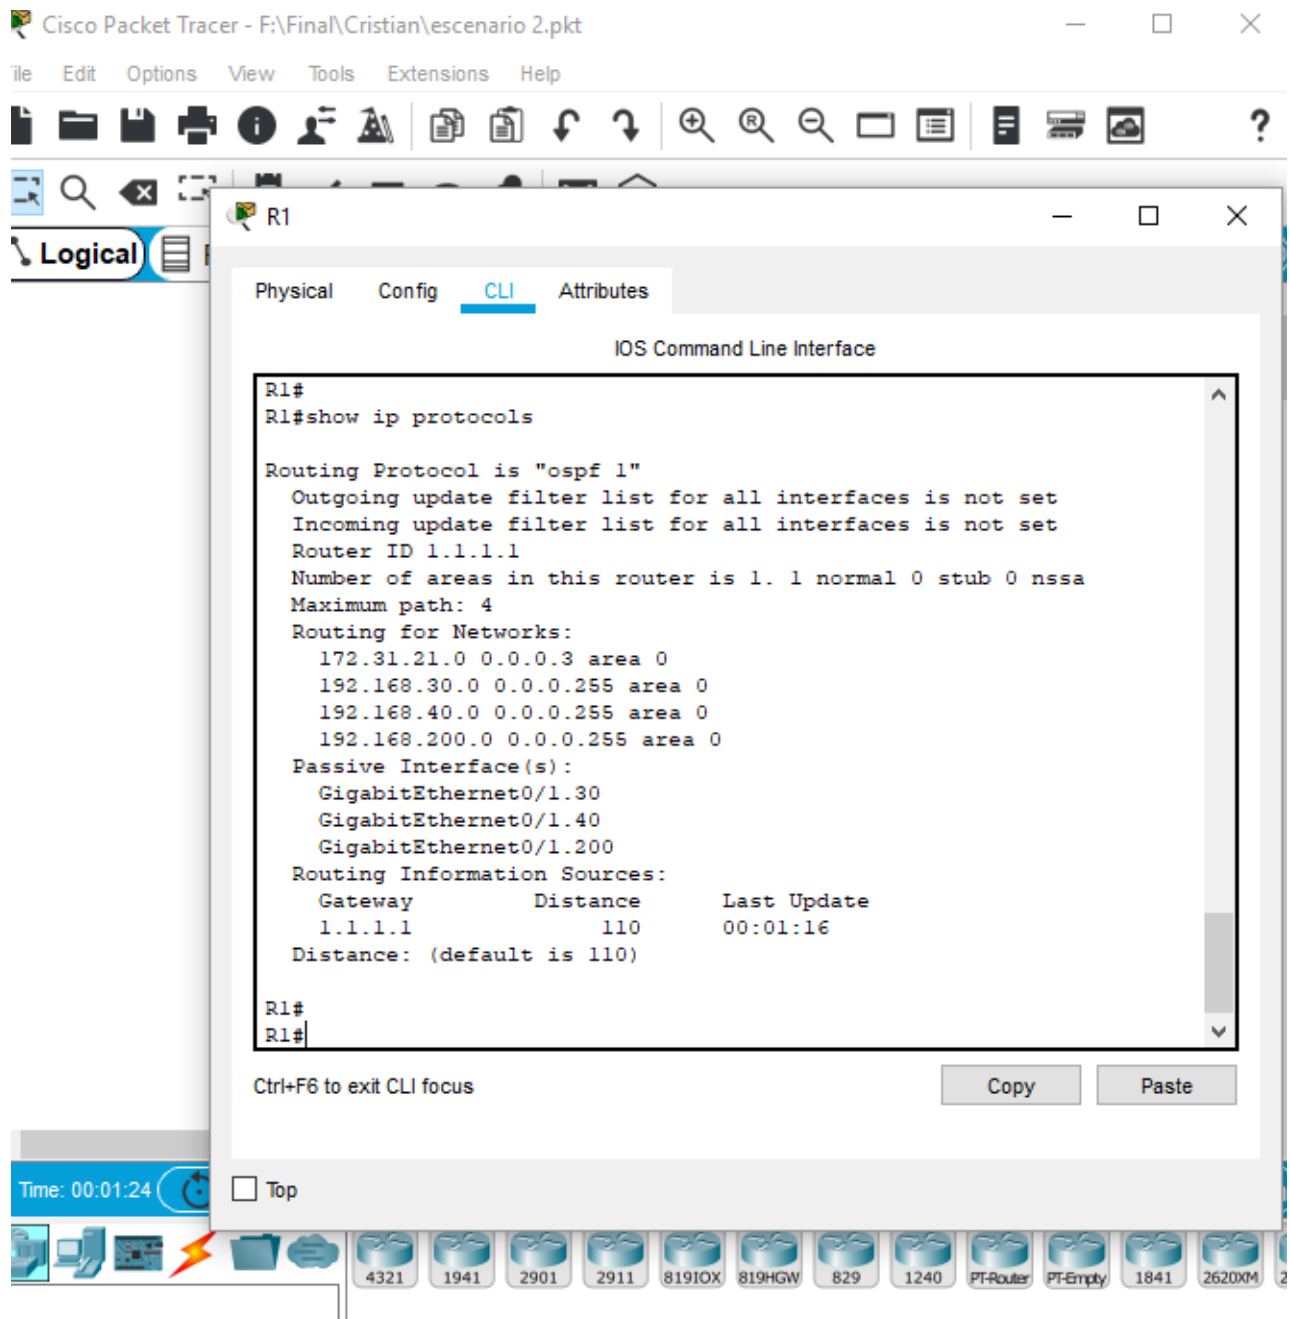 Cisco Packet Tracer - F:\Final\Cristian\escenario 2.pkt
ile Edit Options View Tools Extensions Help
Logical
R1
Physical Config CLI Attributes
IOS Command Line Interface
R1#
R1#show ip protocols
Routing Protocol is "ospf 1"
Outgoing update filter list for all interfaces is not set
Incoming update filter list for all interfaces is not set
Router ID 1.1.1.1
Number of areas in this router is 1. 1 normal 0 stub 0 nssa
Maximum path: 4
Routing for Networks:
172.31.21.0 0.0.0.3 area 0
192.168.30.0 0.0.0.255 area 0
192.168.40.0 0.0.0.255 area 0
192.168.200.0 0.0.0.255 area 0
Passive Interface(s):
GigabitEthernet0/1.30
GigabitEthernet0/1.40
GigabitEthernet0/1.200
Routing Information Sources:
Gateway Distance Last Update
1.1.1.1 110 00:01:16
Distance: (default is 110)
R1#
R1#
Ctrl+F6 to exit CLI focus
Copy Paste
Top
Time: 00:01:24
4321 1941 2901 2911 819IOX 819HGW 829 1240 PT-Router PT-Empty 1841 2620XM 2